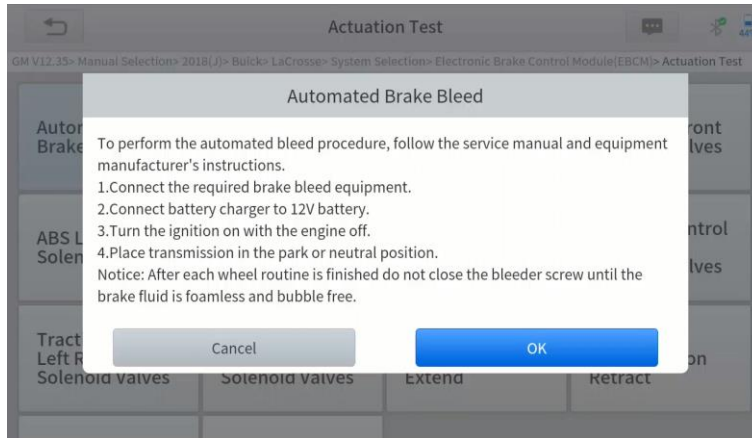 Actuation Test
GM V12.35> Manual Selection> 2018(J)> Buick> LaCrosse> System Selection> Electronic Brake Control Module(EBCM)> Actuation Test
Automated Brake Bleed
To perform the automated bleed procedure, follow the service manual and equipment
manufacturer's instructions.
1.Connect the required brake bleed equipment.
2.Connect battery charger to 12V battery.
3.Turn the ignition on with the engine off.
4.Place transmission in the park or neutral position.
Notice: After each wheel routine is finished do not close the bleeder screw until the
brake fluid is foamless and bubble free.
Cancel OK
Brake
ABS L
Left R
Solenoid Valves Solenoid Valves Extend Retract